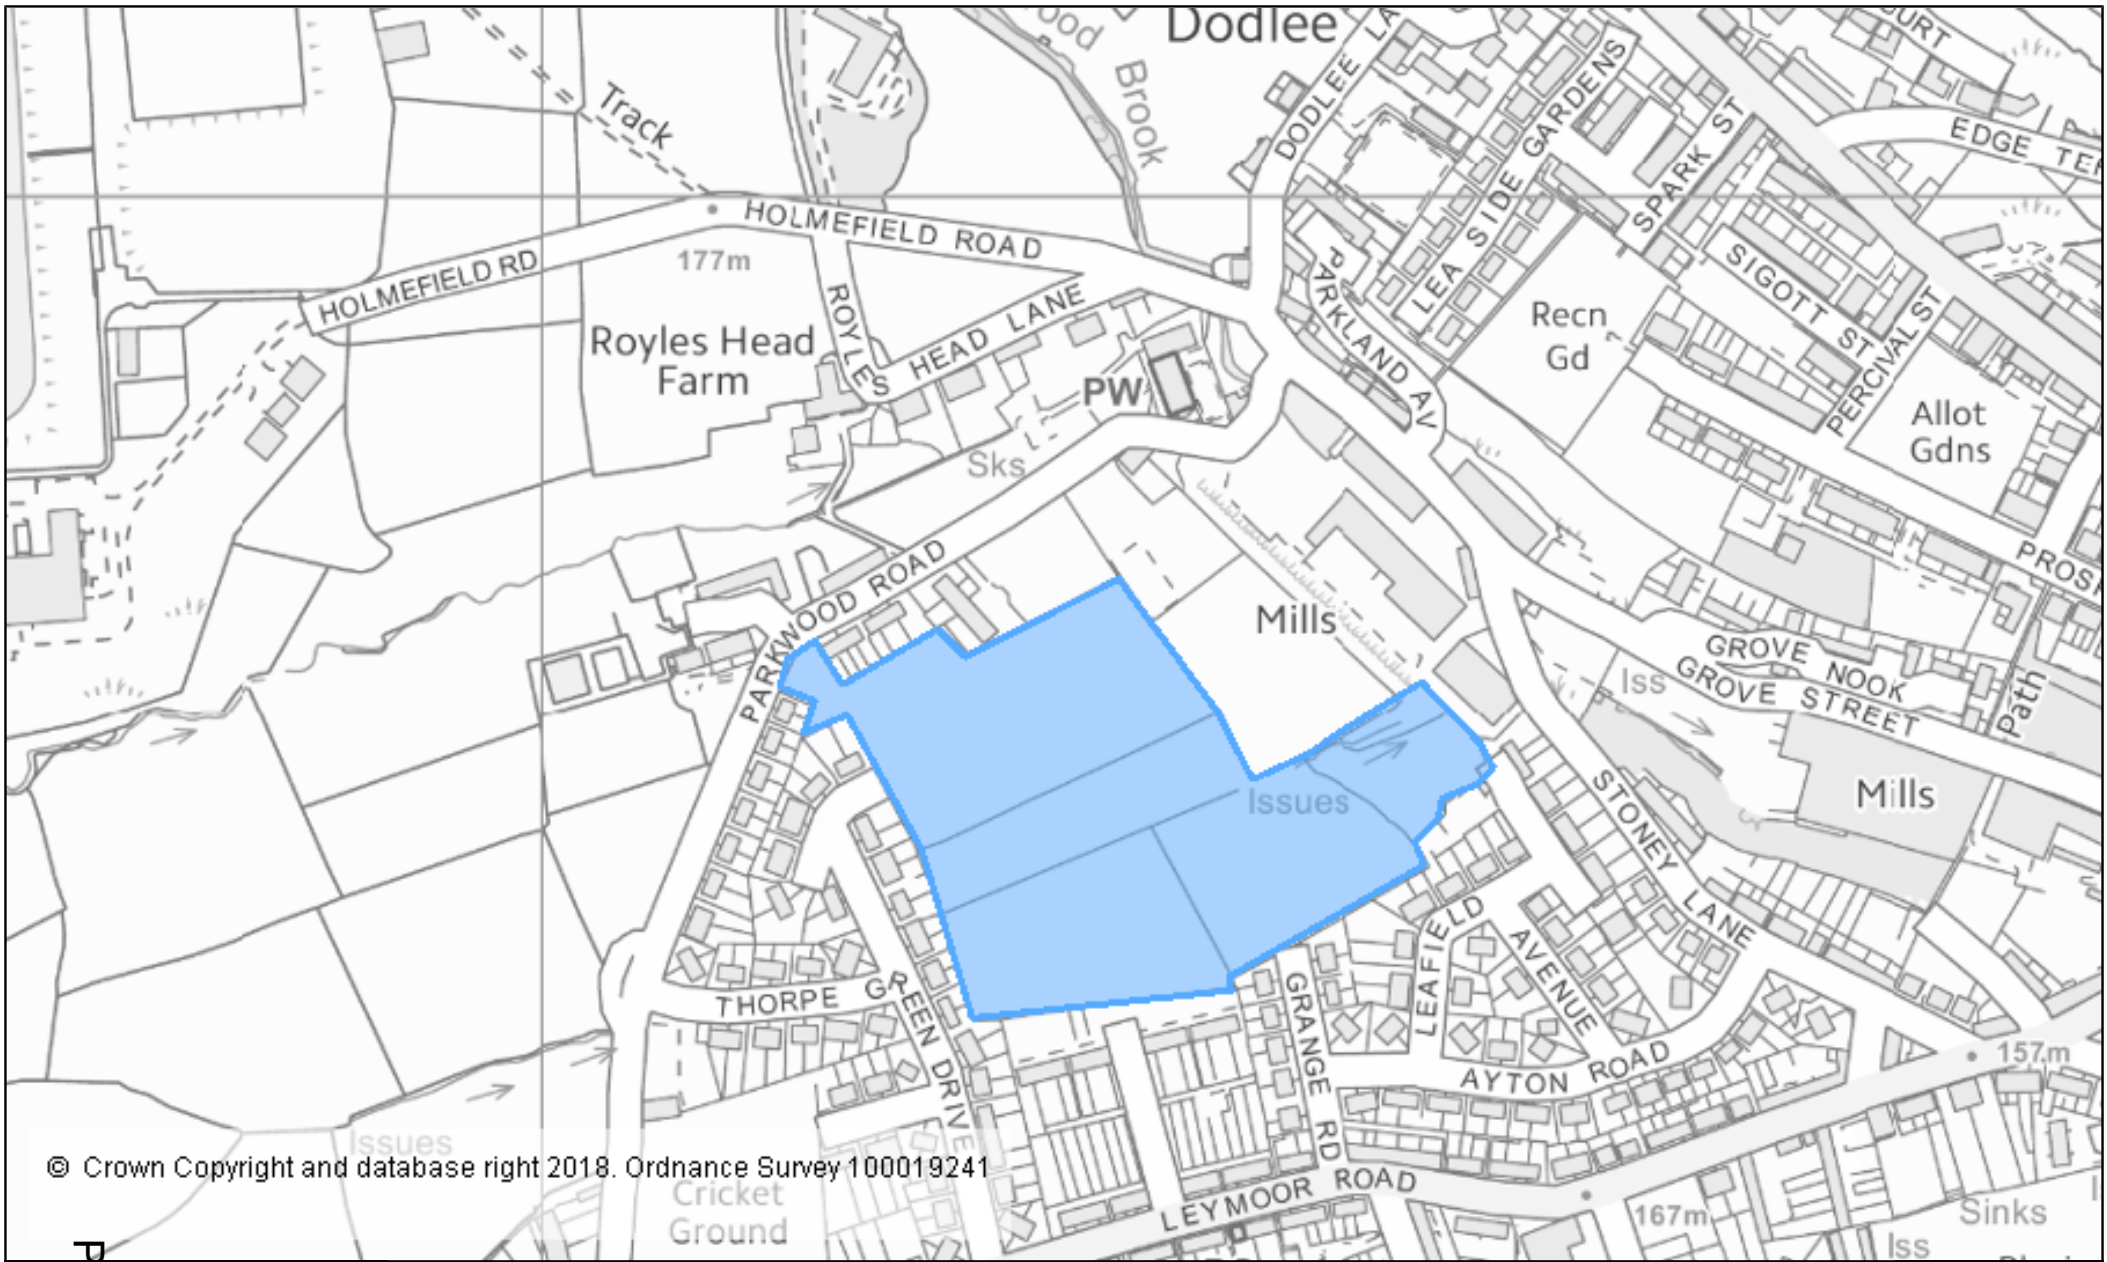 Dodlee
DODLEE LA
Brook
Track
LEA SIDE GARDENS
SPARK ST
EDGE TER
HOLMEFIELD ROAD
HOLMEFIELD RD
177m
ROYLES HEAD LANE
Royles Head
Farm
PARKLAND AV
Recn
Gd
SIGOTT ST
PERCIVAL ST
Allot
Gdns
PW
Sks
PARKWOOD ROAD
Mills
GROVE NOOK
GROVE STREET
Iss
Path
Issues
STONEY LANE
Mills
LEAFIELD AVENUE
THORPE GREEN DRIVE
GRANGE RD
AYTON ROAD
157m
Issues
© Crown Copyright and database right 2018. Ordnance Survey 100019241
Cricket
Ground
LEYMOOR ROAD
167m
Sinks
Iss